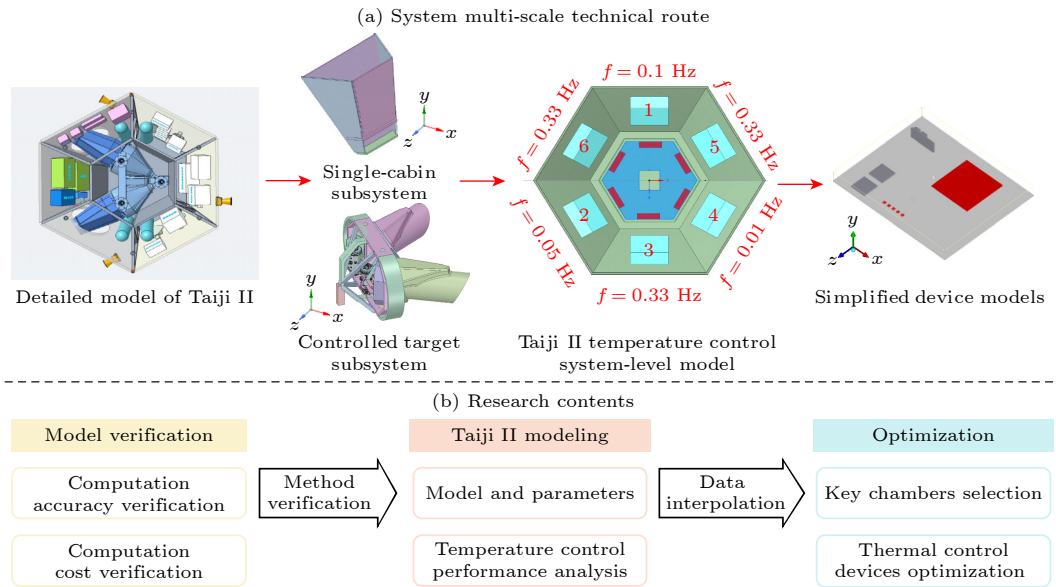 (a) System multi-scale technical route
Detailed model of Taiji II
y
x
z
Single-cabin
subsystem
y
x
z
Controlled target
subsystem
f = 0.1 Hz
f = 0.33 Hz
f = 0.33 Hz
1
6
5
2
4
3
f = 0.05 Hz
f = 0.01 Hz
f = 0.33 Hz
Taiji II temperature control
system-level model
y
z
x
Simplified device models
(b) Research contents
Model verification
Taiji II modeling
Optimization
Computation
accuracy verification
Method
verification
Model and parameters
Data
interpolation
Key chambers selection
Computation
cost verification
Temperature control
performance analysis
Thermal control
devices optimization